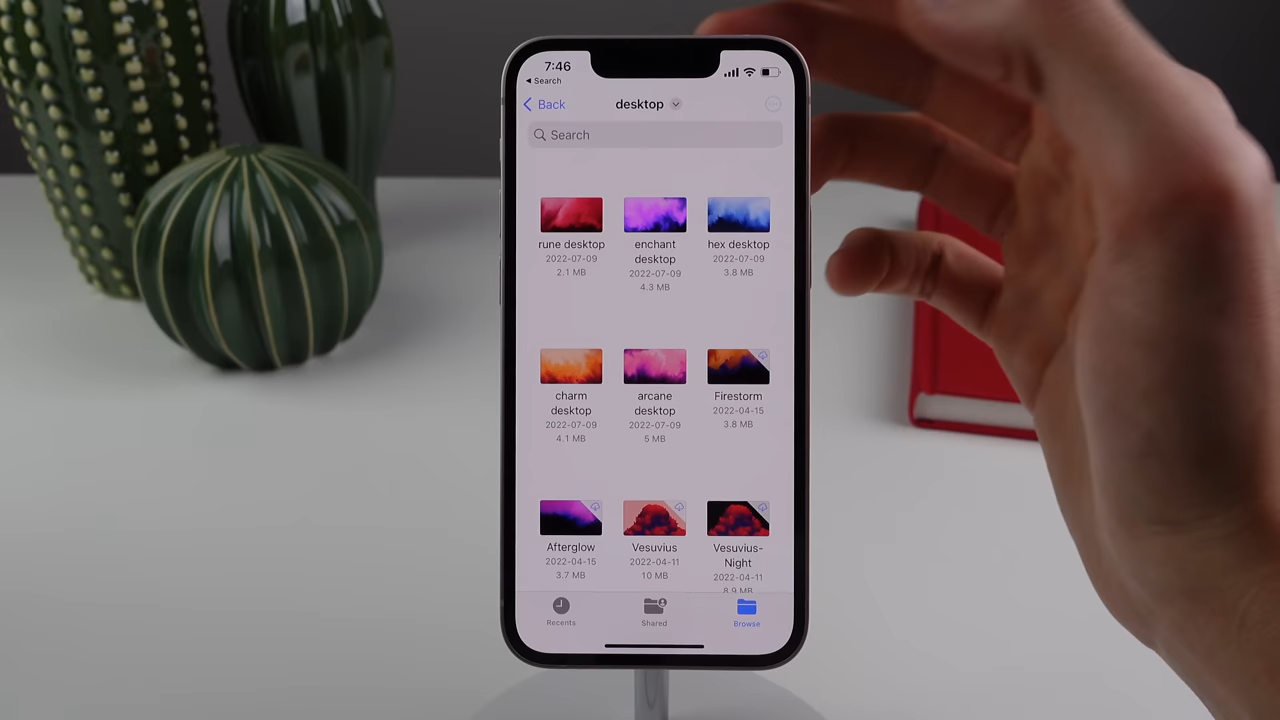 7:46
◀ Search
Back
desktop
Search
rune desktop
2022-07-09
2.1 MB
enchant
desktop
2022-07-09
4.3 MB
hex desktop
2022-07-09
3.8 MB
charm
desktop
2022-07-09
4.1 MB
arcane
desktop
2022-07-09
5 MB
Firestorm
2022-04-15
3.8 MB
Afterglow
2022-04-15
3.7 MB
Vesuvius
2022-04-11
10 MB
Vesuvius-
Night
2022-04-11
8.9 MB
Recents
Shared
Browse